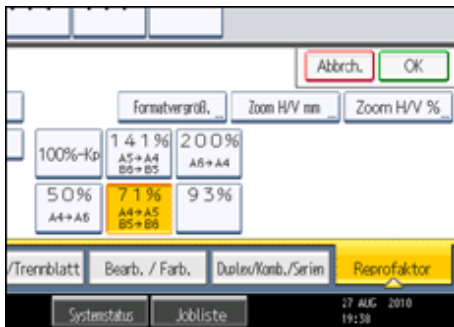 Abbrch. OK
Formatvergröß. Zoom H/V mm Zoom H/V %
100%-Kp 141% A5→A4 B6→B5 200% A6→A4
50% A4→A6 71% A4→A5 B5→B6 93%
/Trennblatt Bearb. / Farb. Duplex/Komb./Serien Reprofaktor
Systemstatus Jobliste 27 AUG 2010
19:38